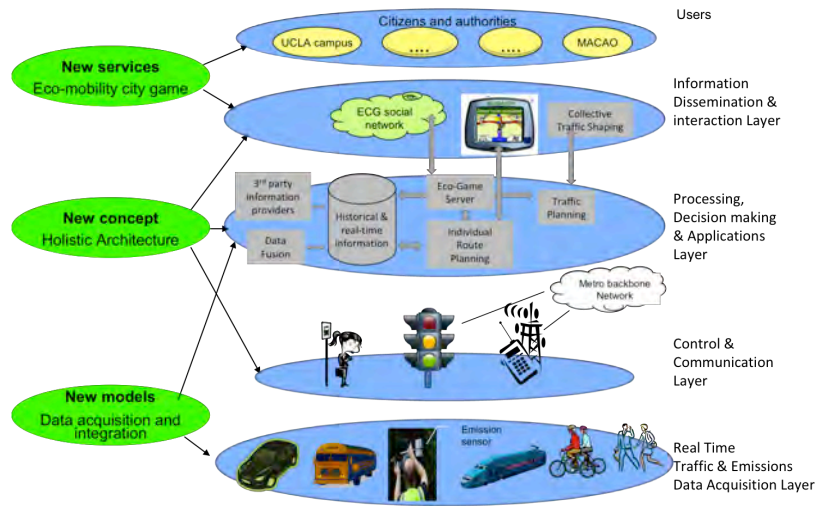 Citizens and authorities
UCLA campus
....
....
MACAO
Users
New services
Eco-mobility city game
ECG social
network
Collective
Traffic Shaping
Information
Dissemination &
interaction Layer
3rd party
information
providers
Historical &
real-time
information
Eco-Game
Server
Traffic
Planning
Data
Fusion
Individual
Route
Planning
Processing,
Decision making
& Applications
Layer
New concept
Holistic Architecture
Metro backbone
Network
Control &
Communication
Layer
New models
Data acquisition and
integration
Emission
sensor
Real Time
Traffic & Emissions
Data Acquisition Layer